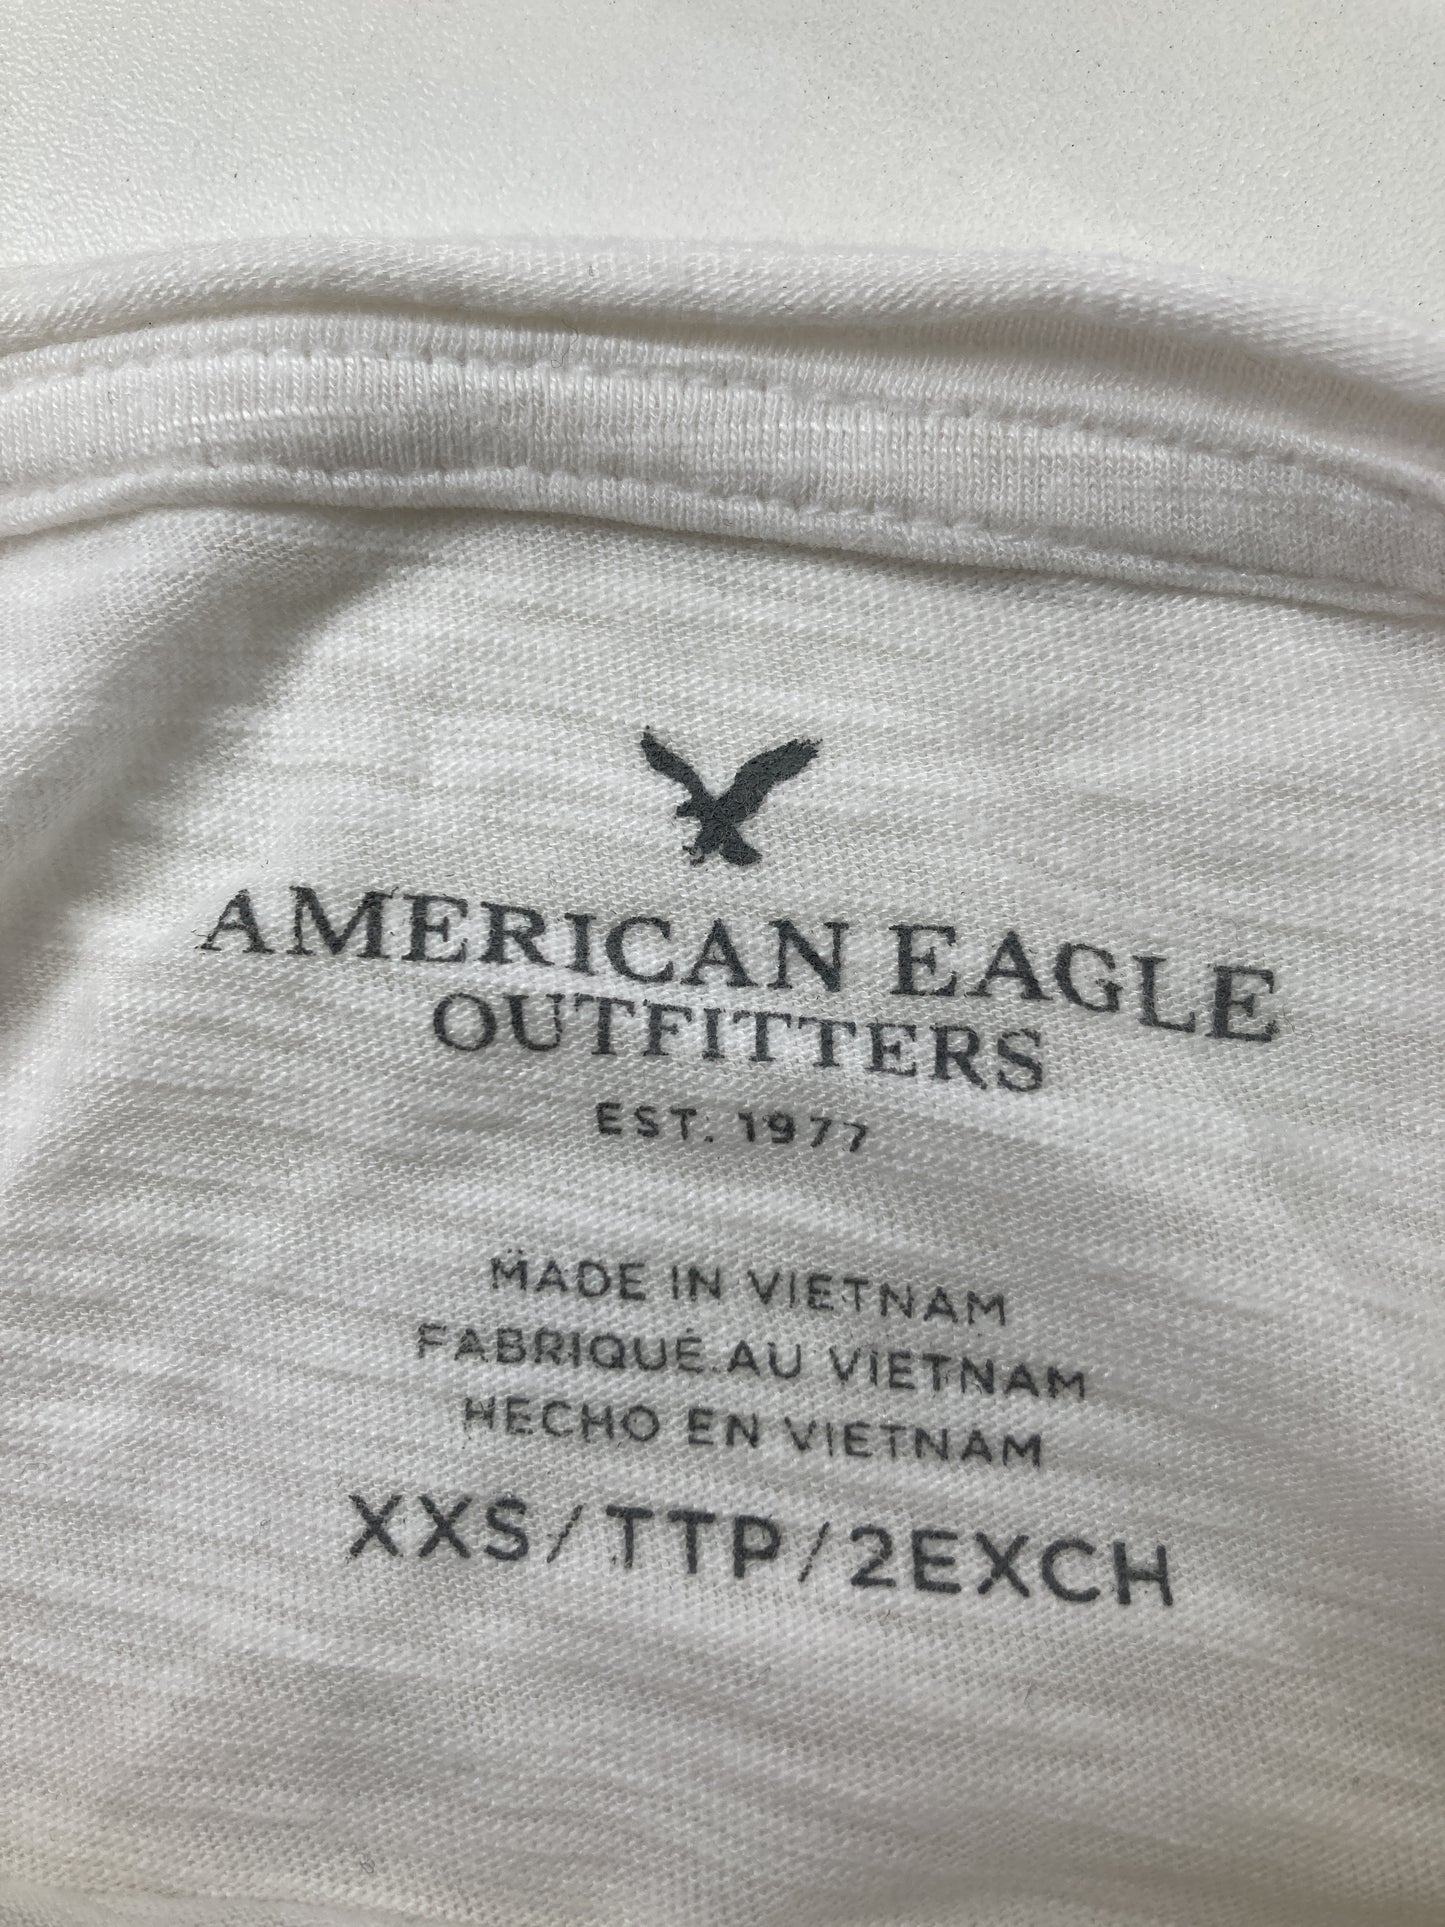 AMERICAN EAGLE
OUTFITTERS
EST. 1977
MADE IN VIETNAM
FABRIQUÉ AU VIETNAM
HECHO EN VIETNAM
XXS/TTP/2EXCH